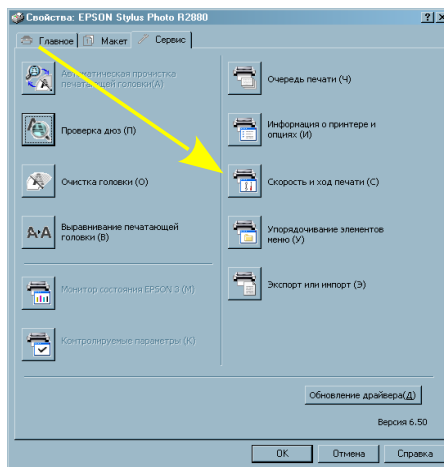 Свойства: EPSON Stylus Photo R2880
Главное
Макет
Сервис
Автоматическая прочистка
печатающей головки(А)
Проверка дюз (П)
Очистка головки (О)
Выравнивание печатающей
головки (В)
Монитор состояния EPSON 3 (М)
Контролируемые параметры (К)
Очередь печати (Ч)
Информация о принтере и
опциях (И)
Скорость и ход печати (С)
Упорядочивание элементов
меню (У)
Экспорт или импорт (Э)
Обновление драйвера(Д)
Версия 6.50
OK
Отмена
Справка